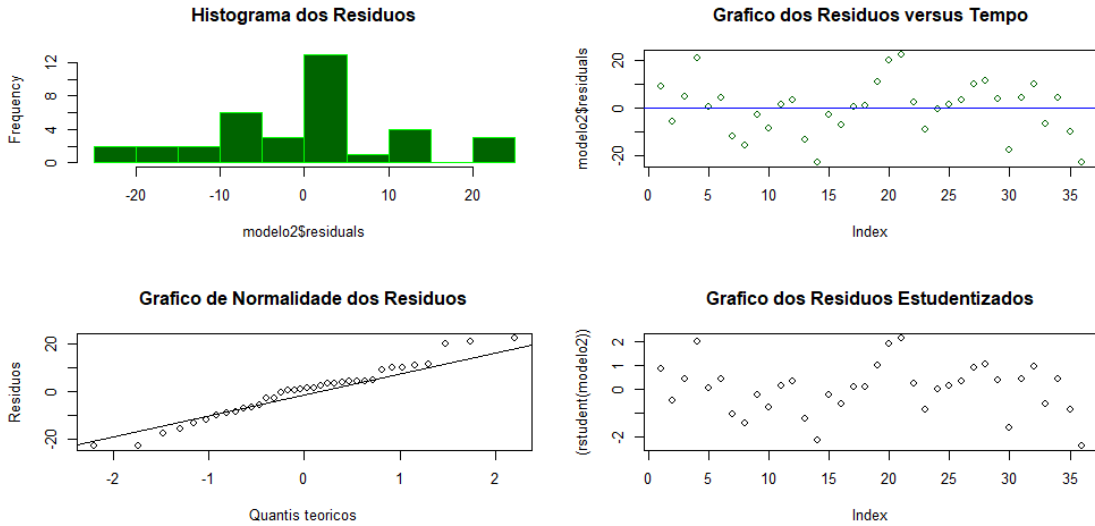 Histograma dos Residuos
Frequency
0 4 8 12
-20 -10 0 10 20
modelo2$residuals
Grafico dos Residuos versus Tempo
modelo2$residuals
-20 0 20
0 5 10 15 20 25 30 35
Index
Grafico de Normalidade dos Residuos
Residuos
-20 0 20
-2 -1 0 1 2
Quantis teoricos
Grafico dos Residuos Estudentizados
(rstudent(modelo2))
-2 0 1 2
0 5 10 15 20 25 30 35
Index